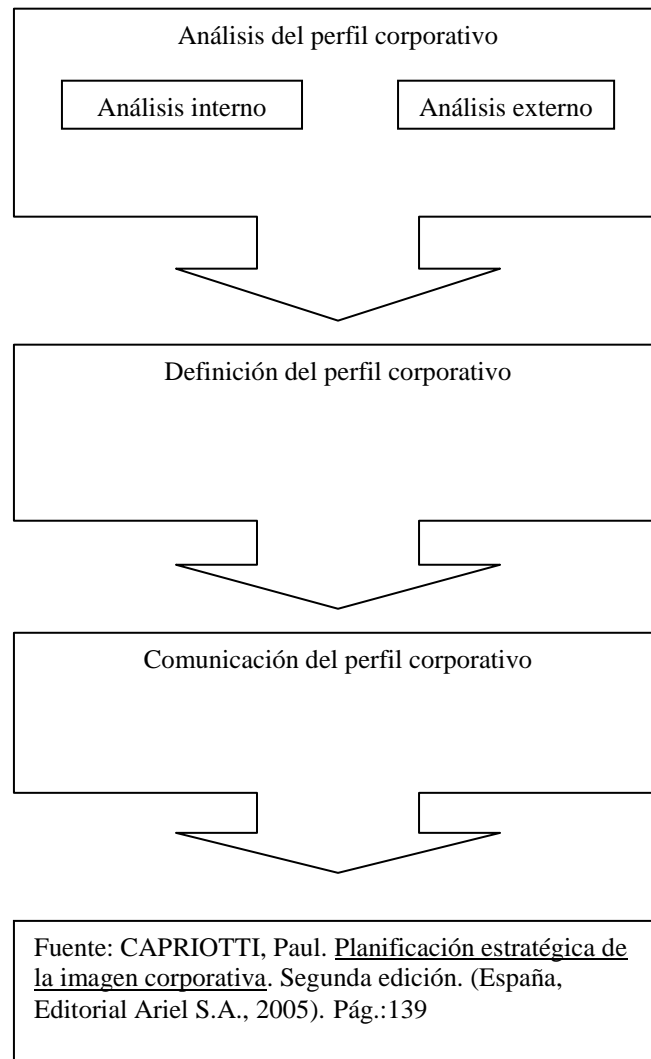 Análisis del perfil corporativo
Análisis interno
Análisis externo
Definición del perfil corporativo
Comunicación del perfil corporativo
Fuente: CAPRIOTTI, Paul. Planificación estratégica de
la imagen corporativa. Segunda edición. (España,
Editorial Ariel S.A., 2005). Pág.:139